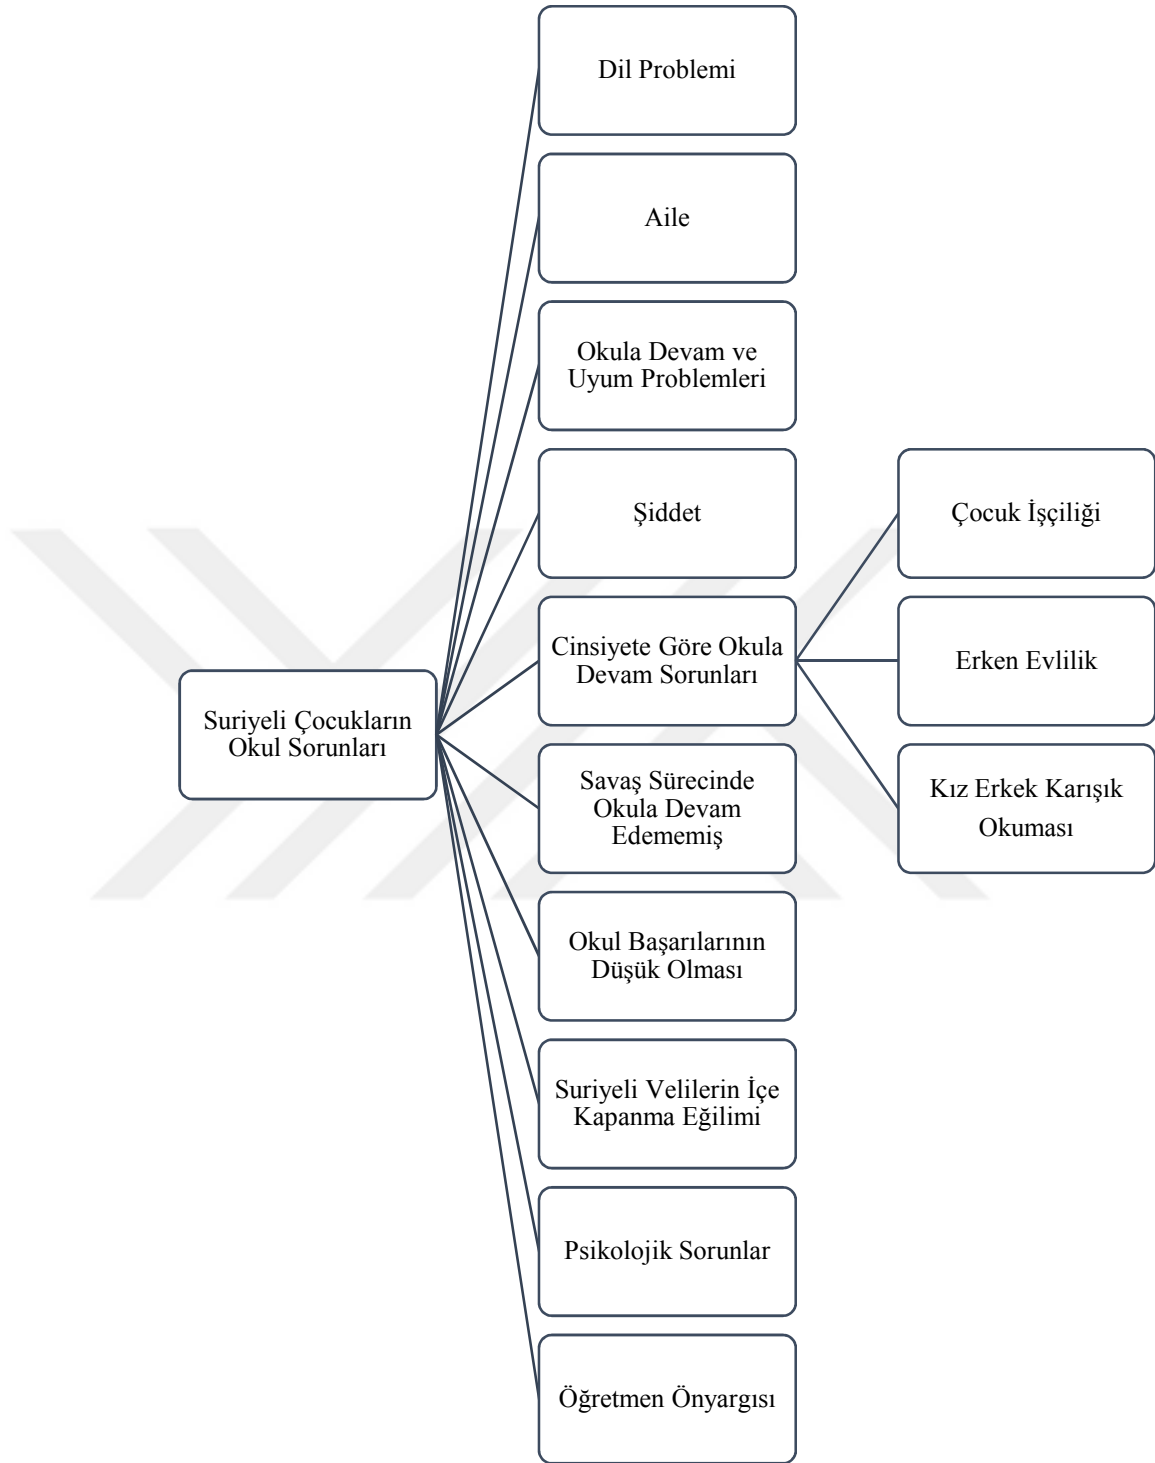 Dil Problemi
Aile
Okula Devam ve
Uyum Problemleri
Şiddet
Cinsiyete Göre Okula
Devam Sorunları
Çocuk İşçiliği
Erken Evlilik
Kız Erkek Karışık
Okuması
Suriyeli Çocukların
Okul Sorunları
Savaş Sürecinde
Okula Devam
Edememiş
Okul Başarılarının
Düşük Olması
Suriyeli Velilerin İçe
Kapanma Eğilimi
Psikolojik Sorunlar
Öğretmen Önyargısı